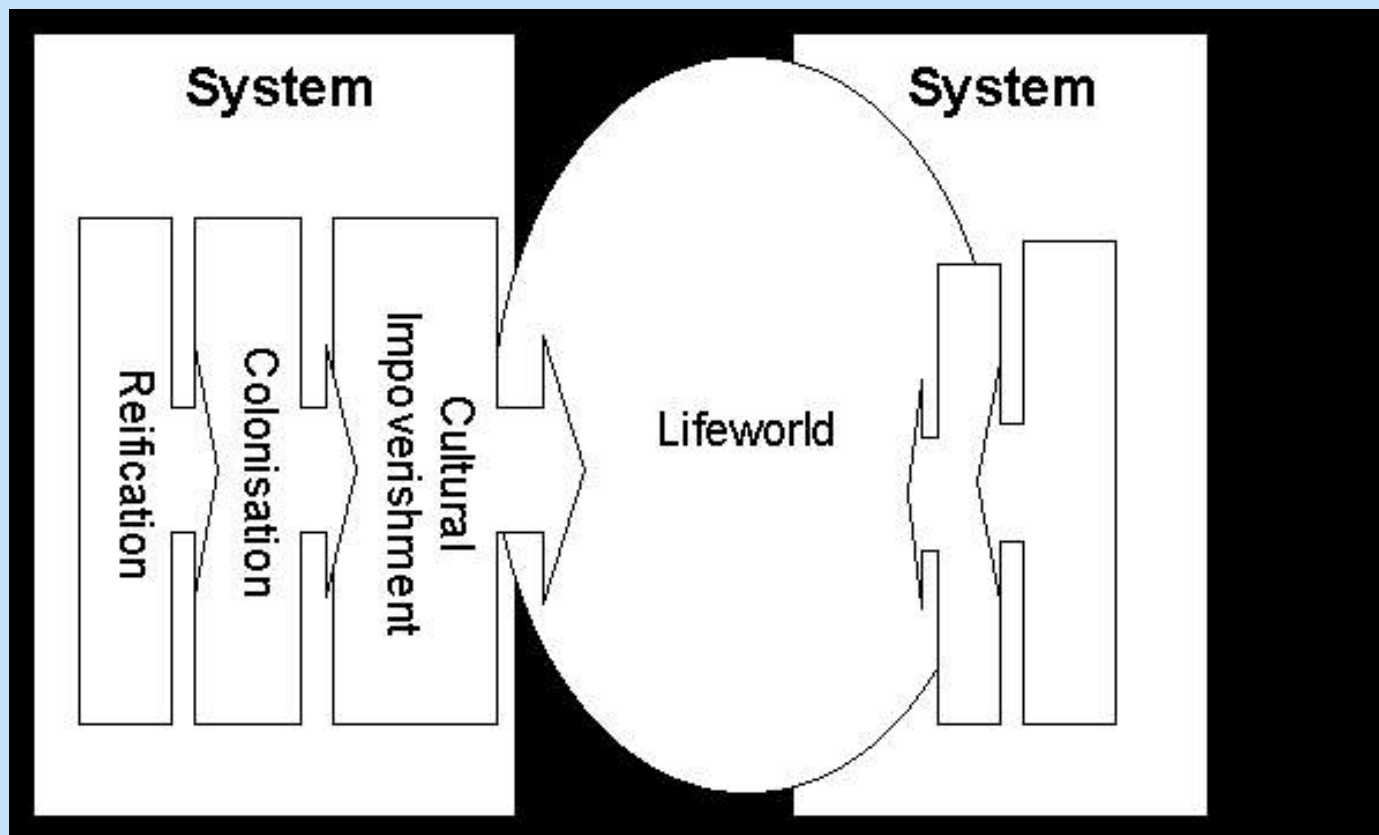 System
System
Reification
Colonisation
Cultural
Impoverishment
Lifeworld